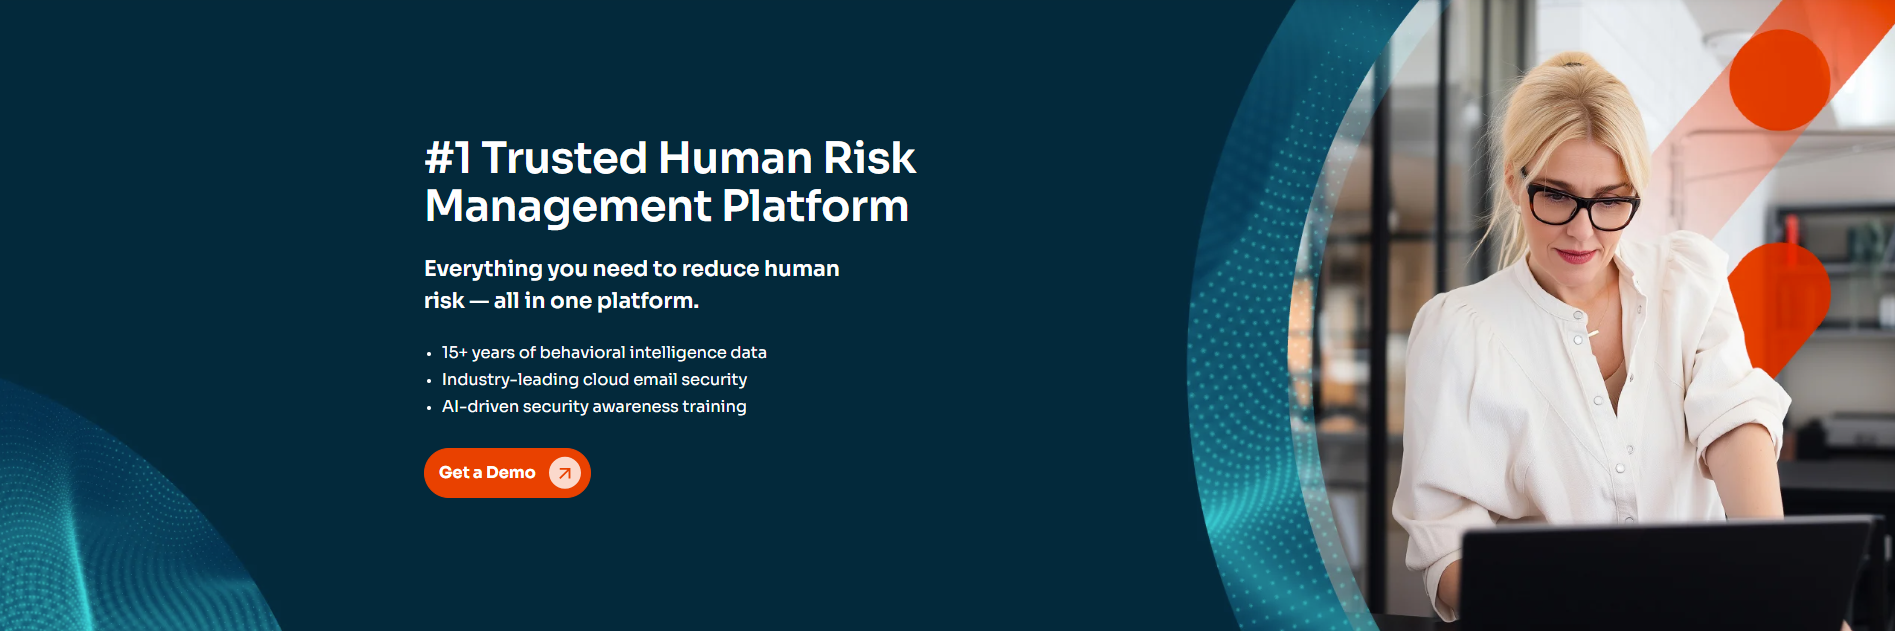 #1 Trusted Human Risk
Management Platform
Everything you need to reduce human
risk — all in one platform.
• 15+ years of behavioral intelligence data
• Industry-leading cloud email security
• AI-driven security awareness training
Get a Demo